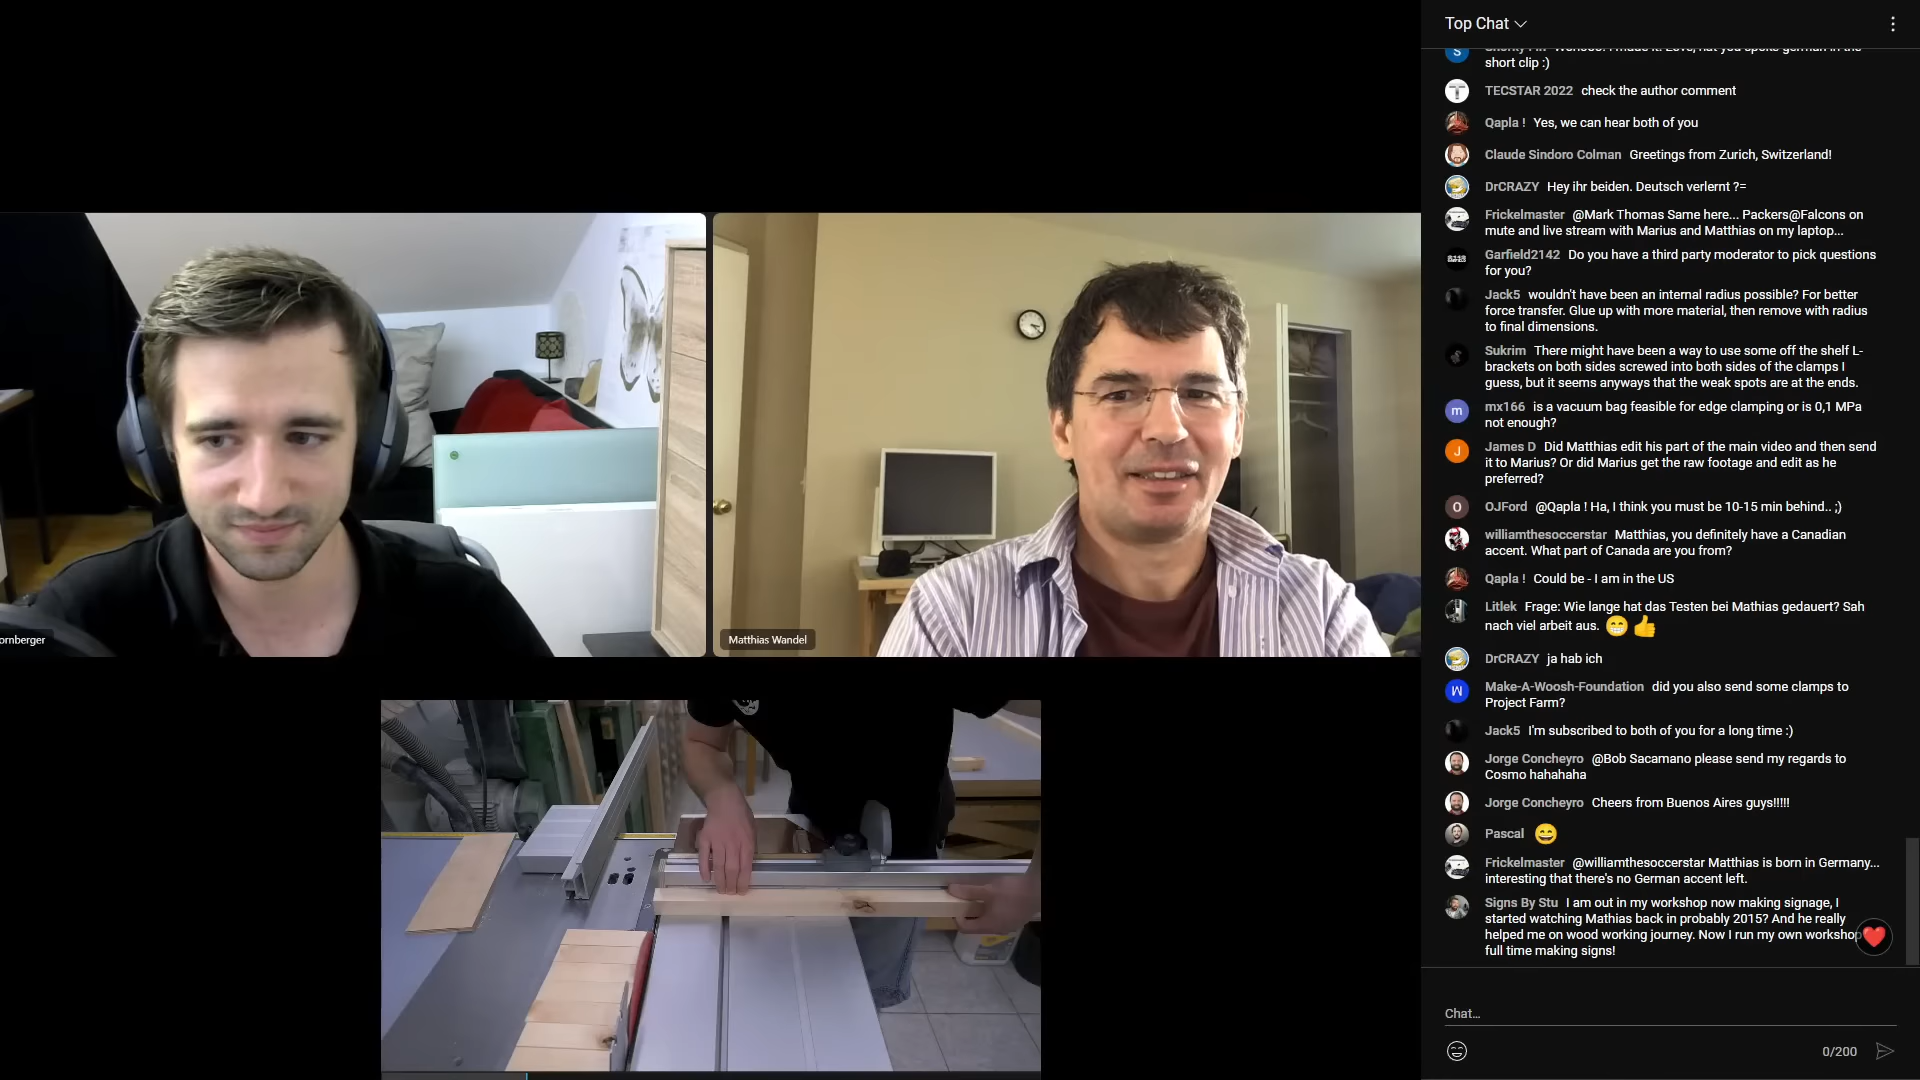 Top Chat
short clip :)
TECSTAR 2022 check the author comment
Qapla ! Yes, we can hear both of you
Claude Sindoro Colman Greetings from Zurich, Switzerland!
DrCRAZY Hey ihr beiden. Deutsch verlernt ?=
Frickelmaster @Mark Thomas Same here... Packers@Falcons on
mute and live stream with Marius and Matthias on my laptop...
Garfield2142 Do you have a third party moderator to pick questions
for you?
Jack5 wouldn't have been an internal radius possible? For better
force transfer. Glue up with more material, then remove with radius
to final dimensions.
Sukrim There might have been a way to use some off the shelf L-
brackets on both sides screwed into both sides of the clamps I
guess, but it seems anyways that the weak spots are at the ends.
m
mx166 is a vacuum bag feasible for edge clamping or is 0,1 MPa
not enough?
J
James D Did Matthias edit his part of the main video and then send
it to Marius? Or did Marius get the raw footage and edit as he
preferred?
O
OJFord @Qapla ! Ha, I think you must be 10-15 min behind.. ;)
williamthesoccerstar Matthias, you definitely have a Canadian
accent. What part of Canada are you from?
Qapla ! Could be - I am in the US
Litlek Frage: Wie lange hat das Testen bei Mathias gedauert? Sah
nach viel arbeit aus. 😁👍
DrCRAZY ja hab ich
Make-A-Woosh-Foundation did you also send some clamps to
Project Farm?
Jack5 I'm subscribed to both of you for a long time :)
Jorge Concheyro @Bob Sacamano please send my regards to
Cosmo hahahaha
Jorge Concheyro Cheers from Buenos Aires guys!!!!!
Pascal 😄
Frickelmaster @williamthesoccerstar Matthias is born in Germany...
interesting that there's no German accent left.
Signs By Stu I am out in my workshop now making signage, I
started watching Mathias back in probably 2015? And he really
helped me on wood working journey. Now I run my own workshop
full time making signs!
Chat...
0/200
ornberger
Matthias Wandel